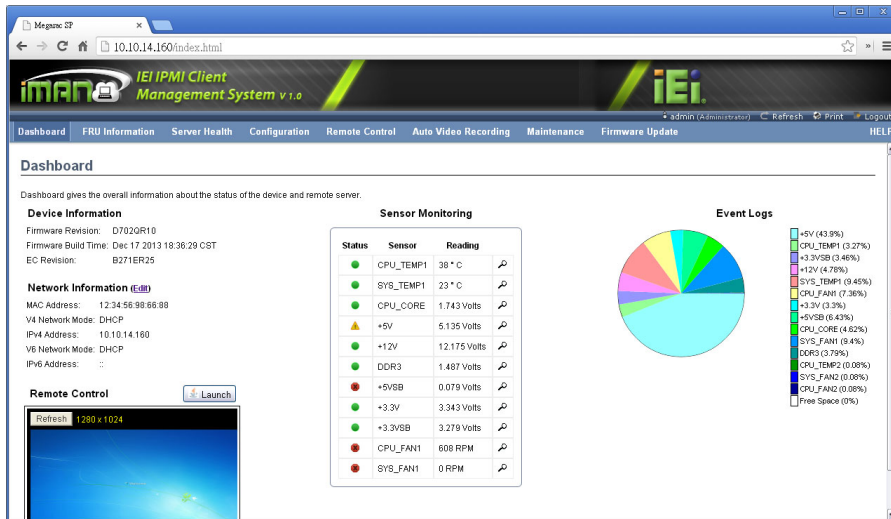 Megarac SP
10.10.14.160/index.html
iMAN
IEI IPMI Client
Management System v 1.0
iEi.
admin (Administrator) Refresh Print Logout
Dashboard FRU Information Server Health Configuration Remote Control Auto Video Recording Maintenance Firmware Update HELP
Dashboard
Dashboard gives the overall information about the status of the device and remote server.
Device Information
Firmware Revision: D702QR10
Firmware Build Time: Dec 17 2013 18:36:29 CST
EC Revision: B271ER25
Network Information (Edit)
MAC Address: 12:34:56:98:66:88
V4 Network Mode: DHCP
IPv4 Address: 10.10.14.160
V6 Network Mode: DHCP
IPv6 Address: ::
Remote Control Launch
Refresh 1280 x 1024
Sensor Monitoring
Status Sensor Reading
CPU_TEMP1 38 ° C
SYS_TEMP1 23 ° C
CPU_CORE 1.743 Volts
+5V 5.135 Volts
+12V 12.175 Volts
DDR3 1.487 Volts
+5VSB 0.079 Volts
+3.3V 3.343 Volts
+3.3VSB 3.279 Volts
CPU_FAN1 608 RPM
SYS_FAN1 0 RPM
Event Logs
+5V (43.9%)
CPU_TEMP1 (3.27%)
+3.3VSB (3.46%)
+12V (4.78%)
SYS_TEMP1 (9.45%)
CPU_FAN1 (7.36%)
+3.3V (3.3%)
+5VSB (6.43%)
CPU_CORE (4.62%)
SYS_FAN1 (9.4%)
DDR3 (3.79%)
CPU_TEMP2 (0.08%)
SYS_FAN2 (0.08%)
CPU_FAN2 (0.08%)
Free Space (0%)